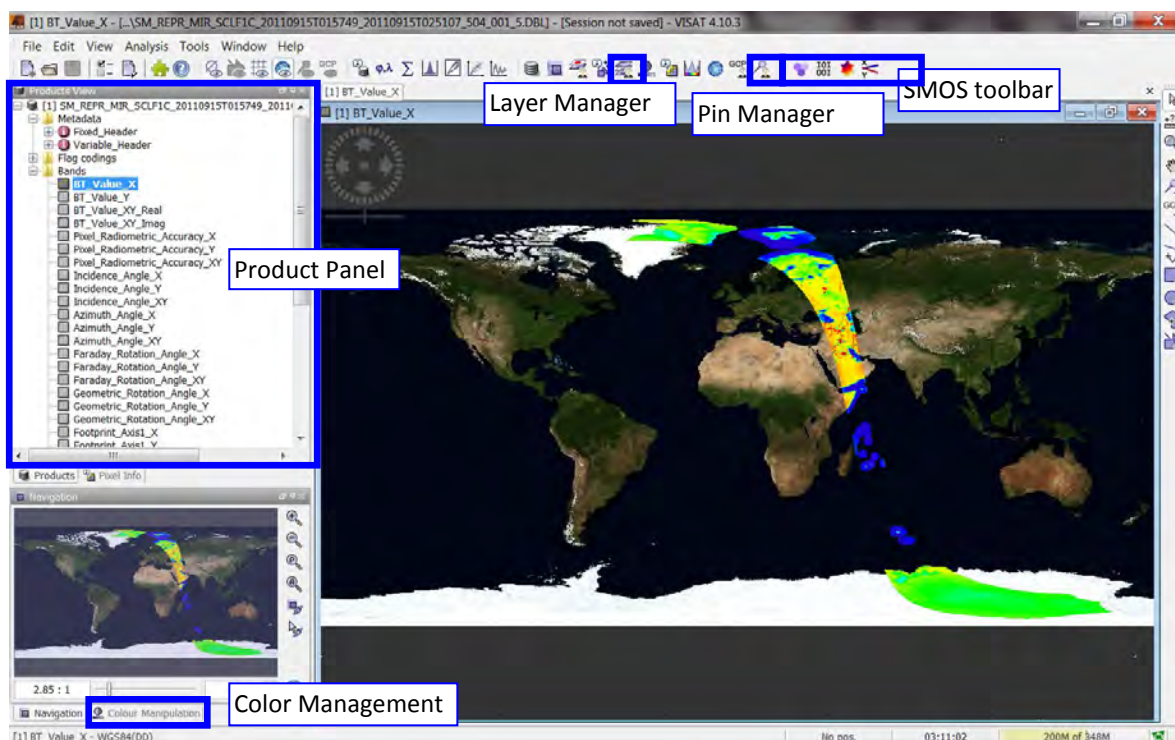 [1] BT_Value_X - [...\SM_REPR_MIR_SCLF1C_20110915T015749_20110915T025107_504_001_5.DBL] - [Session not saved] - VISAT 4.10.3
File Edit View Analysis Tools Window Help
Layer Manager
Pin Manager
SMOS toolbar
Products View
[1] SM_REPR_MIR_SCLF1C_20110915T015749_2011
Metadata
Fixed_Header
Variable_Header
Flag codings
Bands
BT_Value_X
BT_Value_Y
BT_Value_XY_Real
BT_Value_XY_Imag
Pixel_Radiometric_Accuracy_X
Pixel_Radiometric_Accuracy_Y
Pixel_Radiometric_Accuracy_XY
Incidence_Angle_X
Incidence_Angle_Y
Incidence_Angle_XY
Azimuth_Angle_X
Azimuth_Angle_Y
Azimuth_Angle_XY
Faraday_Rotation_Angle_X
Faraday_Rotation_Angle_Y
Faraday_Rotation_Angle_XY
Geometric_Rotation_Angle_X
Geometric_Rotation_Angle_Y
Geometric_Rotation_Angle_XY
Footprint_Axis1_X
Footprint_Axis1_Y
Product Panel
[1] BT_Value_X
[1] BT_Value_X
Products Pixel Info
Navigation
2.85 : 1
Navigation Colour Manipulation
Color Management
[1] BT_Value_X - WGS84(DD)
No pos.
03:11:02
200M of 348M